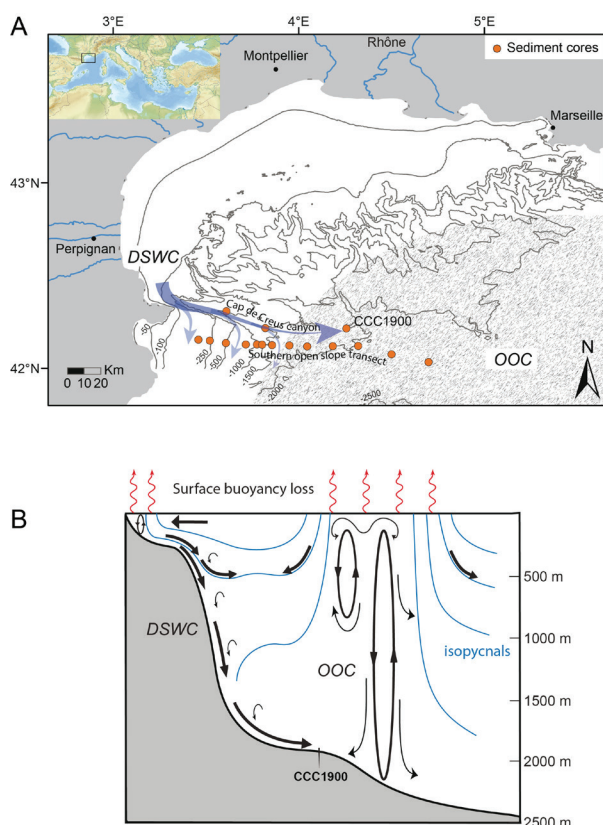 A
3°E
4°E
5°E
Sediment cores
Rhône
Montpellier
Marseille
43°N
Perpignan
DSWC
Cap de Creus canyon
CCC1900
Southern open slope transect
OOC
N
Km
0 10 20
42°N
-50
-100
-250
-500
-1000
-1500
-2000
-2500
B
Surface buoyancy loss
DSWC
OOC
isopycnals
CCC1900
500 m
1000 m
1500 m
2000 m
2500 m